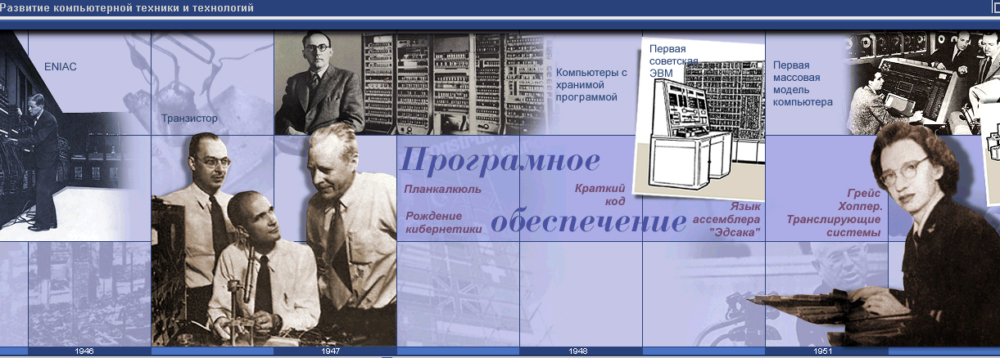 Развитие компьютерной техники и технологий
ENIAC
Транзистор
Компьютеры с
хранимой
программой
Первая
советская
ЭВМ
Первая
массовая
модель
компьютера
Програмное
обеспечение
Планкалкюль
Рождение
кибернетики
Краткий
код
Язык
ассемблера
"Эдсака"
Грейс
Хоппер.
Транслирующие
системы
1946
1947
1948
1951